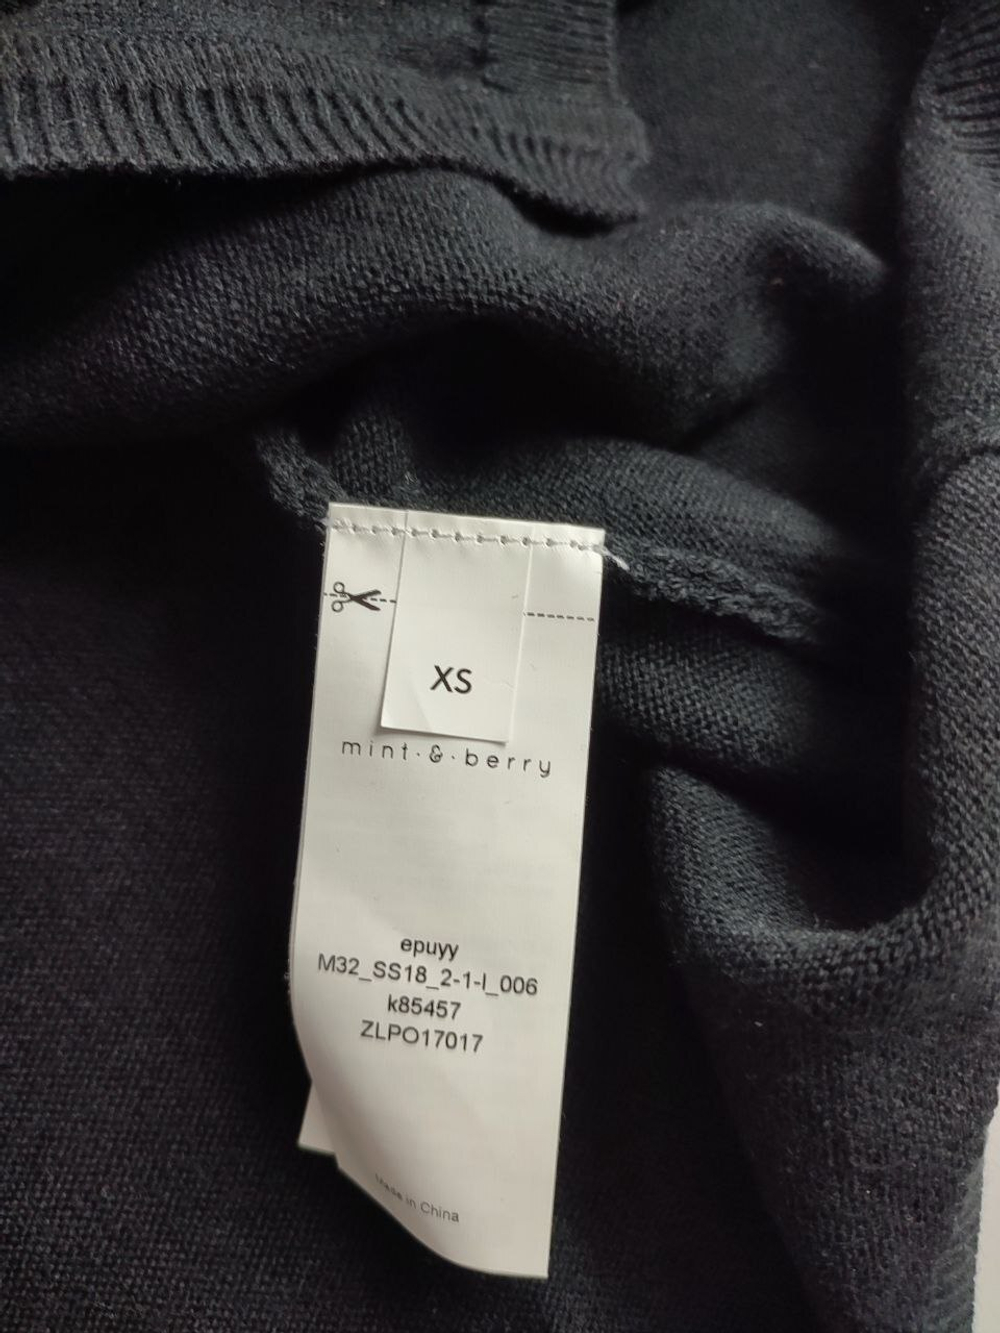 XS
mint·&·berry
epuyy
M32_SS18_2-1-I_006
k85457
ZLPO17017
Made in China